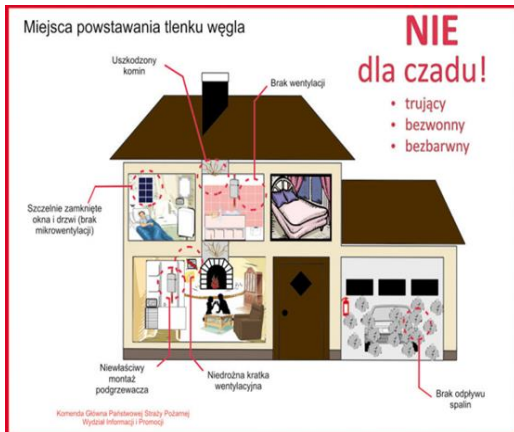 Miejsca powstawania tlenku węgla
NIE
dla czadu!
• trujący
• bezwonny
• bezbarwny
Uszkodzony
komin
Brak wentylacji
Szczelnie zamknięte
okna i drzwi (brak
mikrowentylacji)
Niewłaściwy
montaż
podgrzewacza
Niedrożna kratka
wentylacyjna
Brak odpływu
spalin
Komenda Główna Państwowej Straży Pożarnej
Wydział Informacji i Promocji